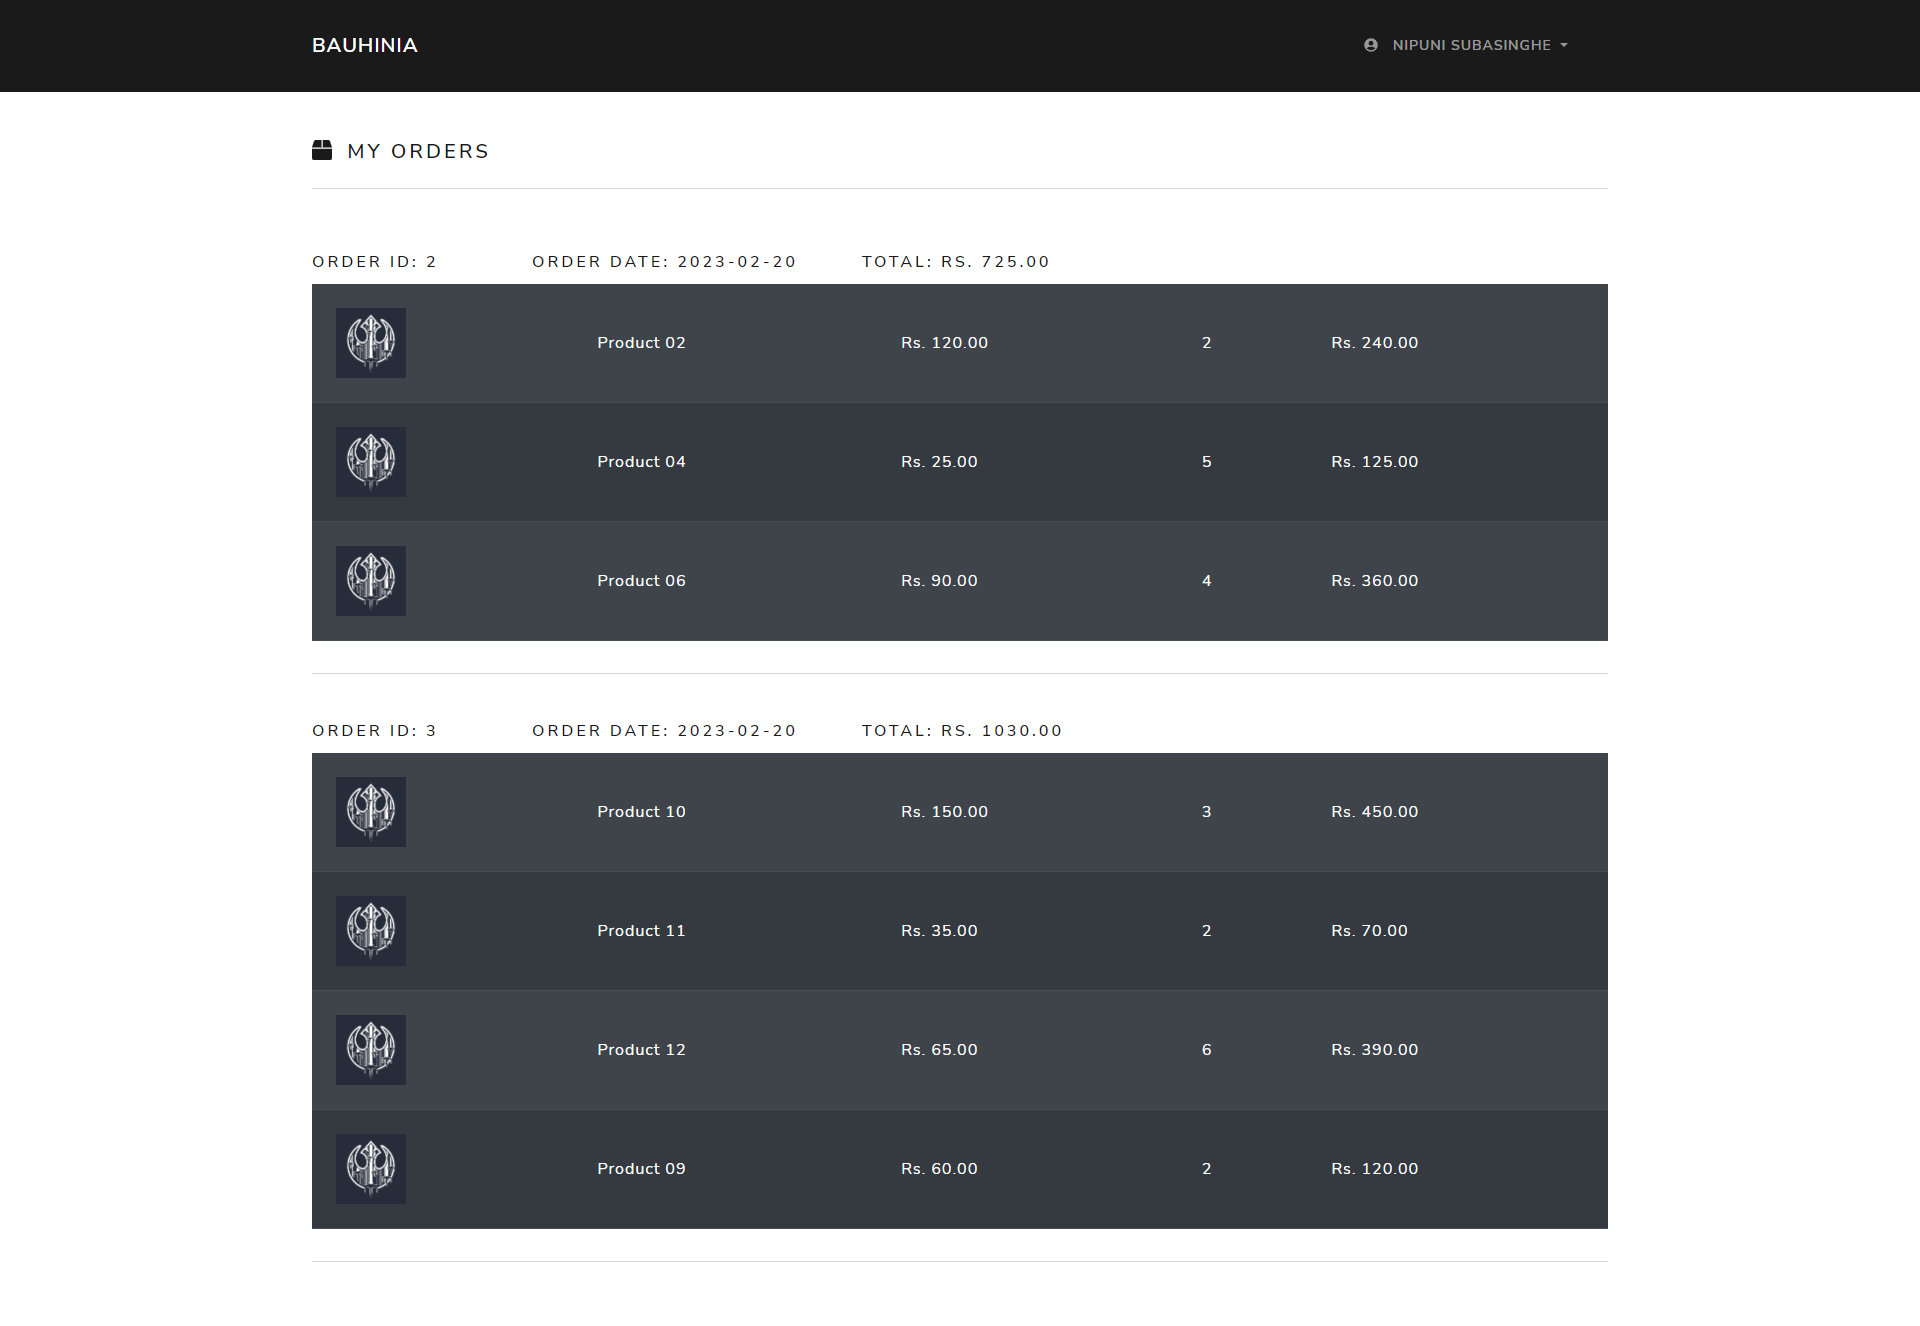 BAUHINIA NIPUNI SUBASINGHE
MY ORDERS
ORDER ID: 2 ORDER DATE: 2023-02-20 TOTAL: RS. 725.00
Product 02 Rs. 120.00 2 Rs. 240.00
Product 04 Rs. 25.00 5 Rs. 125.00
Product 06 Rs. 90.00 4 Rs. 360.00
ORDER ID: 3 ORDER DATE: 2023-02-20 TOTAL: RS. 1030.00
Product 10 Rs. 150.00 3 Rs. 450.00
Product 11 Rs. 35.00 2 Rs. 70.00
Product 12 Rs. 65.00 6 Rs. 390.00
Product 09 Rs. 60.00 2 Rs. 120.00